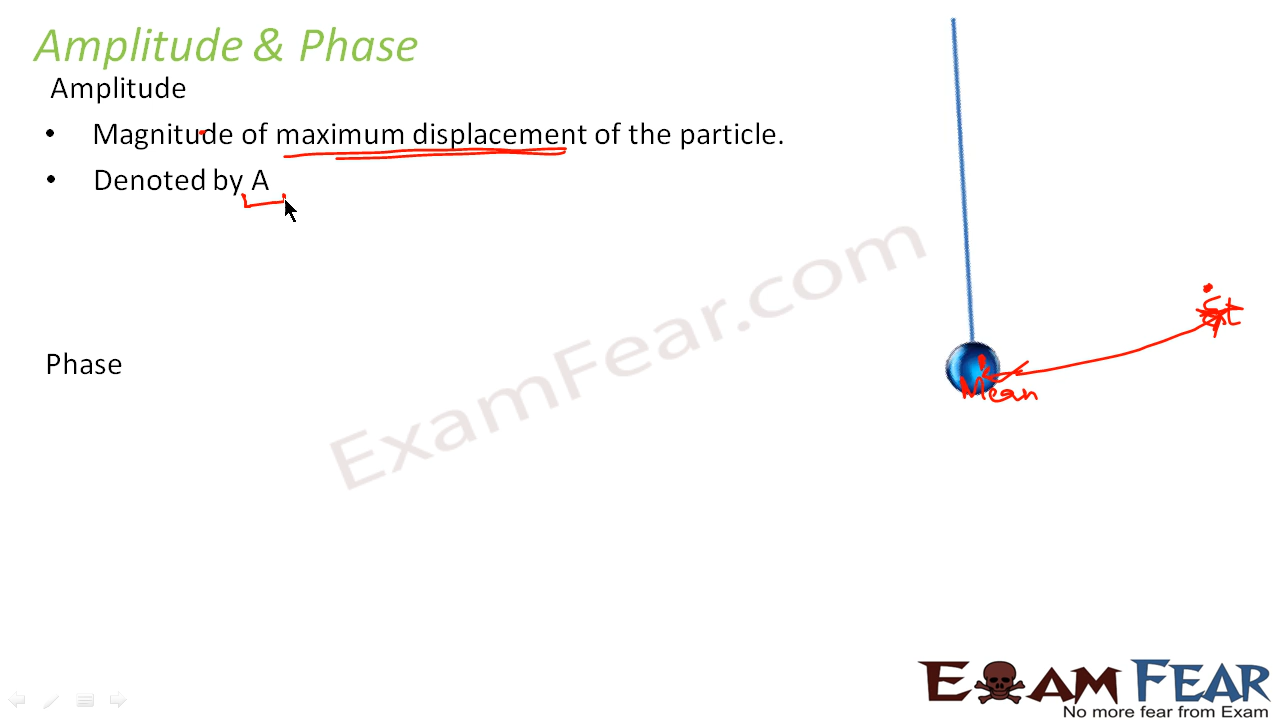 Amplitude & Phase
Amplitude
• Magnitude of maximum displacement of the particle.
• Denoted by A
ExamFear.com
Phase
Mean
EXAM FEAR
No more fear from Exam